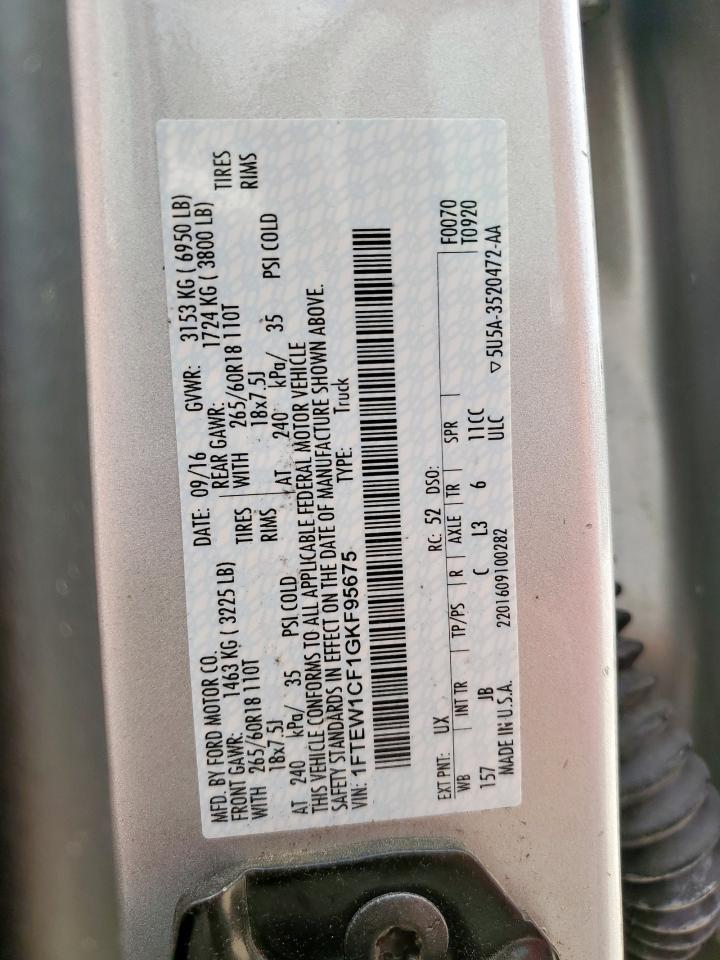 MFD. BY FORD MOTOR CO.
DATE: 09/16 GVWR: 3153 KG ( 6950 LB)
FRONT GAWR: 1463 KG ( 3225 LB) REAR GAWR: 1724 KG ( 3800 LB)
WITH 265/60R18 110T TIRES WITH 265/60R18 110T TIRES
18x7.5J RIMS 18x7.5J RIMS
AT 240 kPa/ 35 PSI COLD AT 240 kPa/ 35 PSI COLD
THIS VEHICLE CONFORMS TO ALL APPLICABLE FEDERAL MOTOR VEHICLE
SAFETY STANDARDS IN EFFECT ON THE DATE OF MANUFACTURE SHOWN ABOVE.
VIN: 1FTEW1CF1GKF95675 TYPE: Truck
EXT PNT: UX RC: 52 DSO: F0070
WB INT TR TP/PS R AXLE TR SPR T0920
157 JB C L3 6 11CC
MADE IN U.S.A. 2201609100282 ULC ▽5U5A-3520472-AA